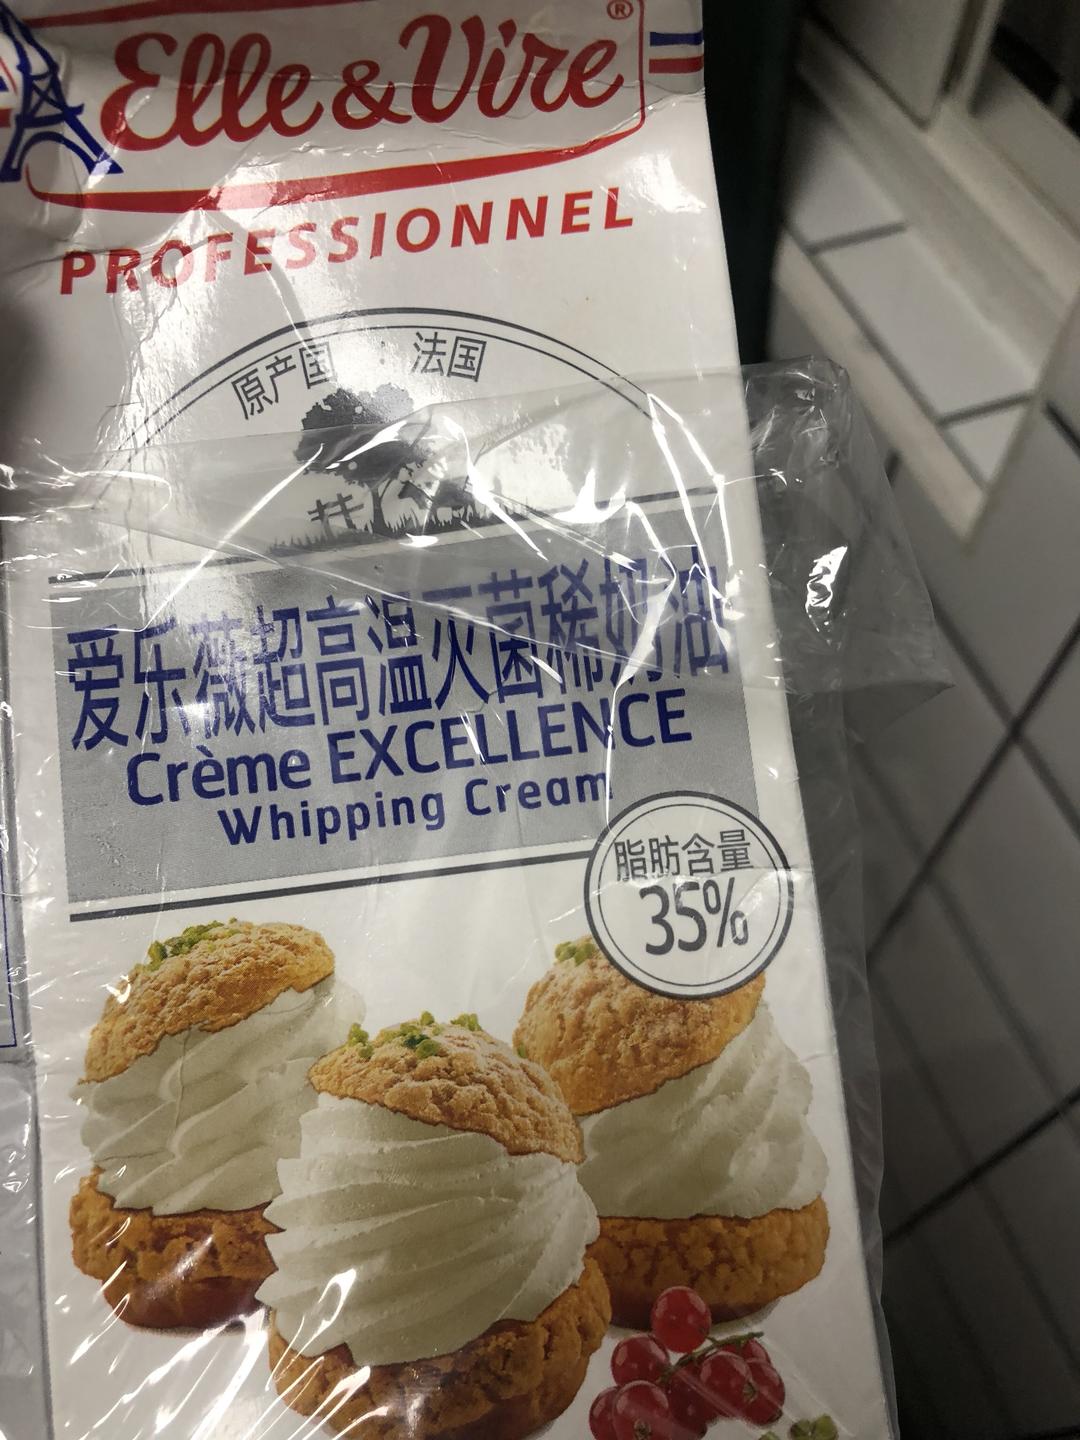 Elle&Vire®
PROFESSIONNEL
原产国：法国
爱乐薇超高温灭菌稀奶油
Crème EXCELLENCE
Whipping Cream
脂肪含量
35%